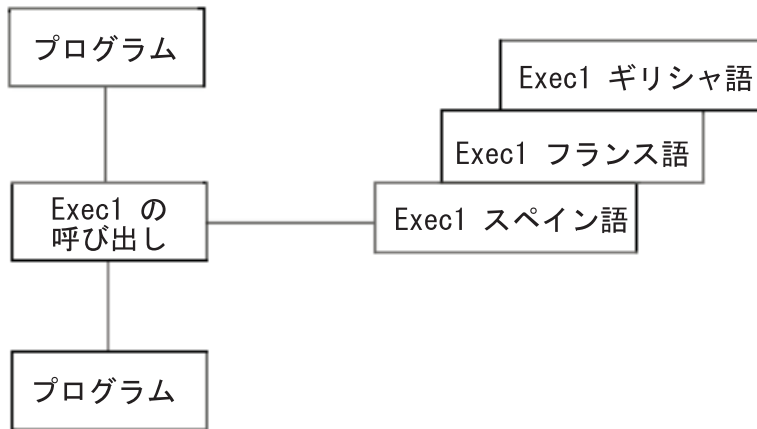 プログラム
Exec1 ギリシャ語
Exec1 フランス語
Exec1 の
呼び出し
Exec1 スペイン語
プログラム